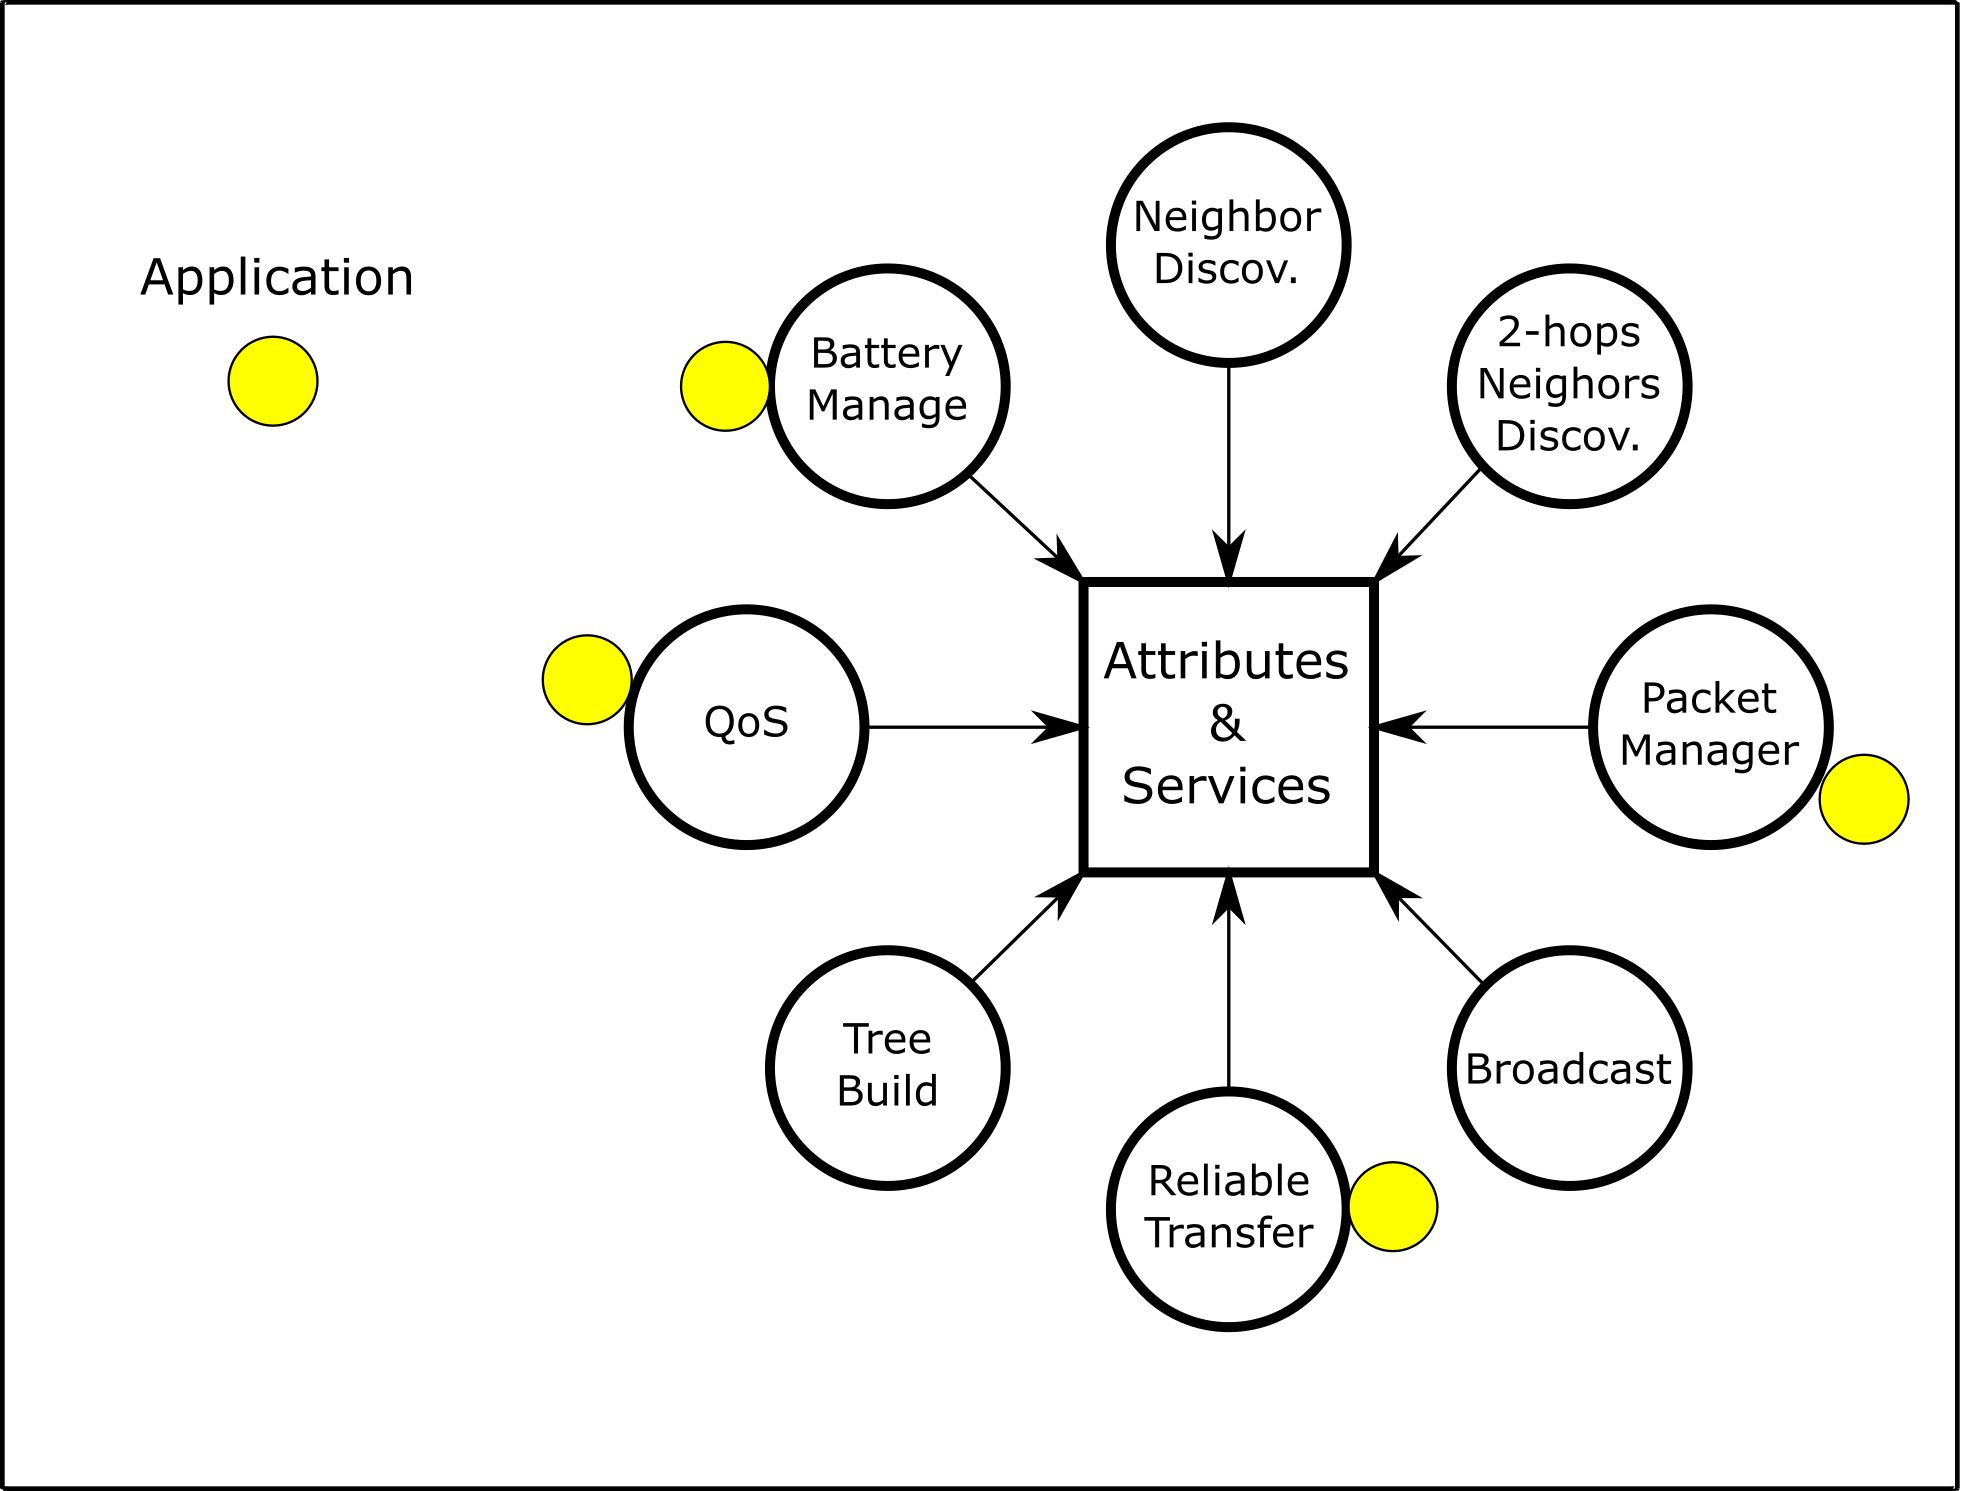 Application
Neighbor
Discov.
Battery
Manage
2-hops
Neighors
Discov.
QoS
Attributes
&
Services
Packet
Manager
Tree
Build
Reliable
Transfer
Broadcast